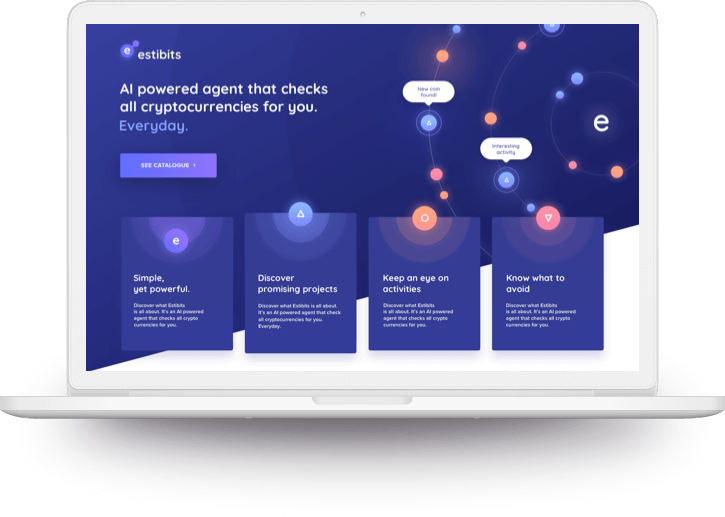 e estibits
AI powered agent that checks
all cryptocurrencies for you.
Everyday.
SEE CATALOGUE >
New coin
found!
Interesting
activity
e
e
Simple,
yet powerful.
Discover what Estibits
is all about. It's an AI powered
agent that checks all crypto
currencies for you.
Discover
promising projects
Discover what Estibits is all about.
It's an AI powered agent that check
all cryptocurrencies for you.
Everyday.
Keep an eye on
activities
Discover what Estibits
is all about. It's an AI powered
agent that checks all crypto
currencies for you.
Know what to
avoid
Discover what Estibits
is all about. It's an AI powered
agent that checks all crypto
currencies for you.